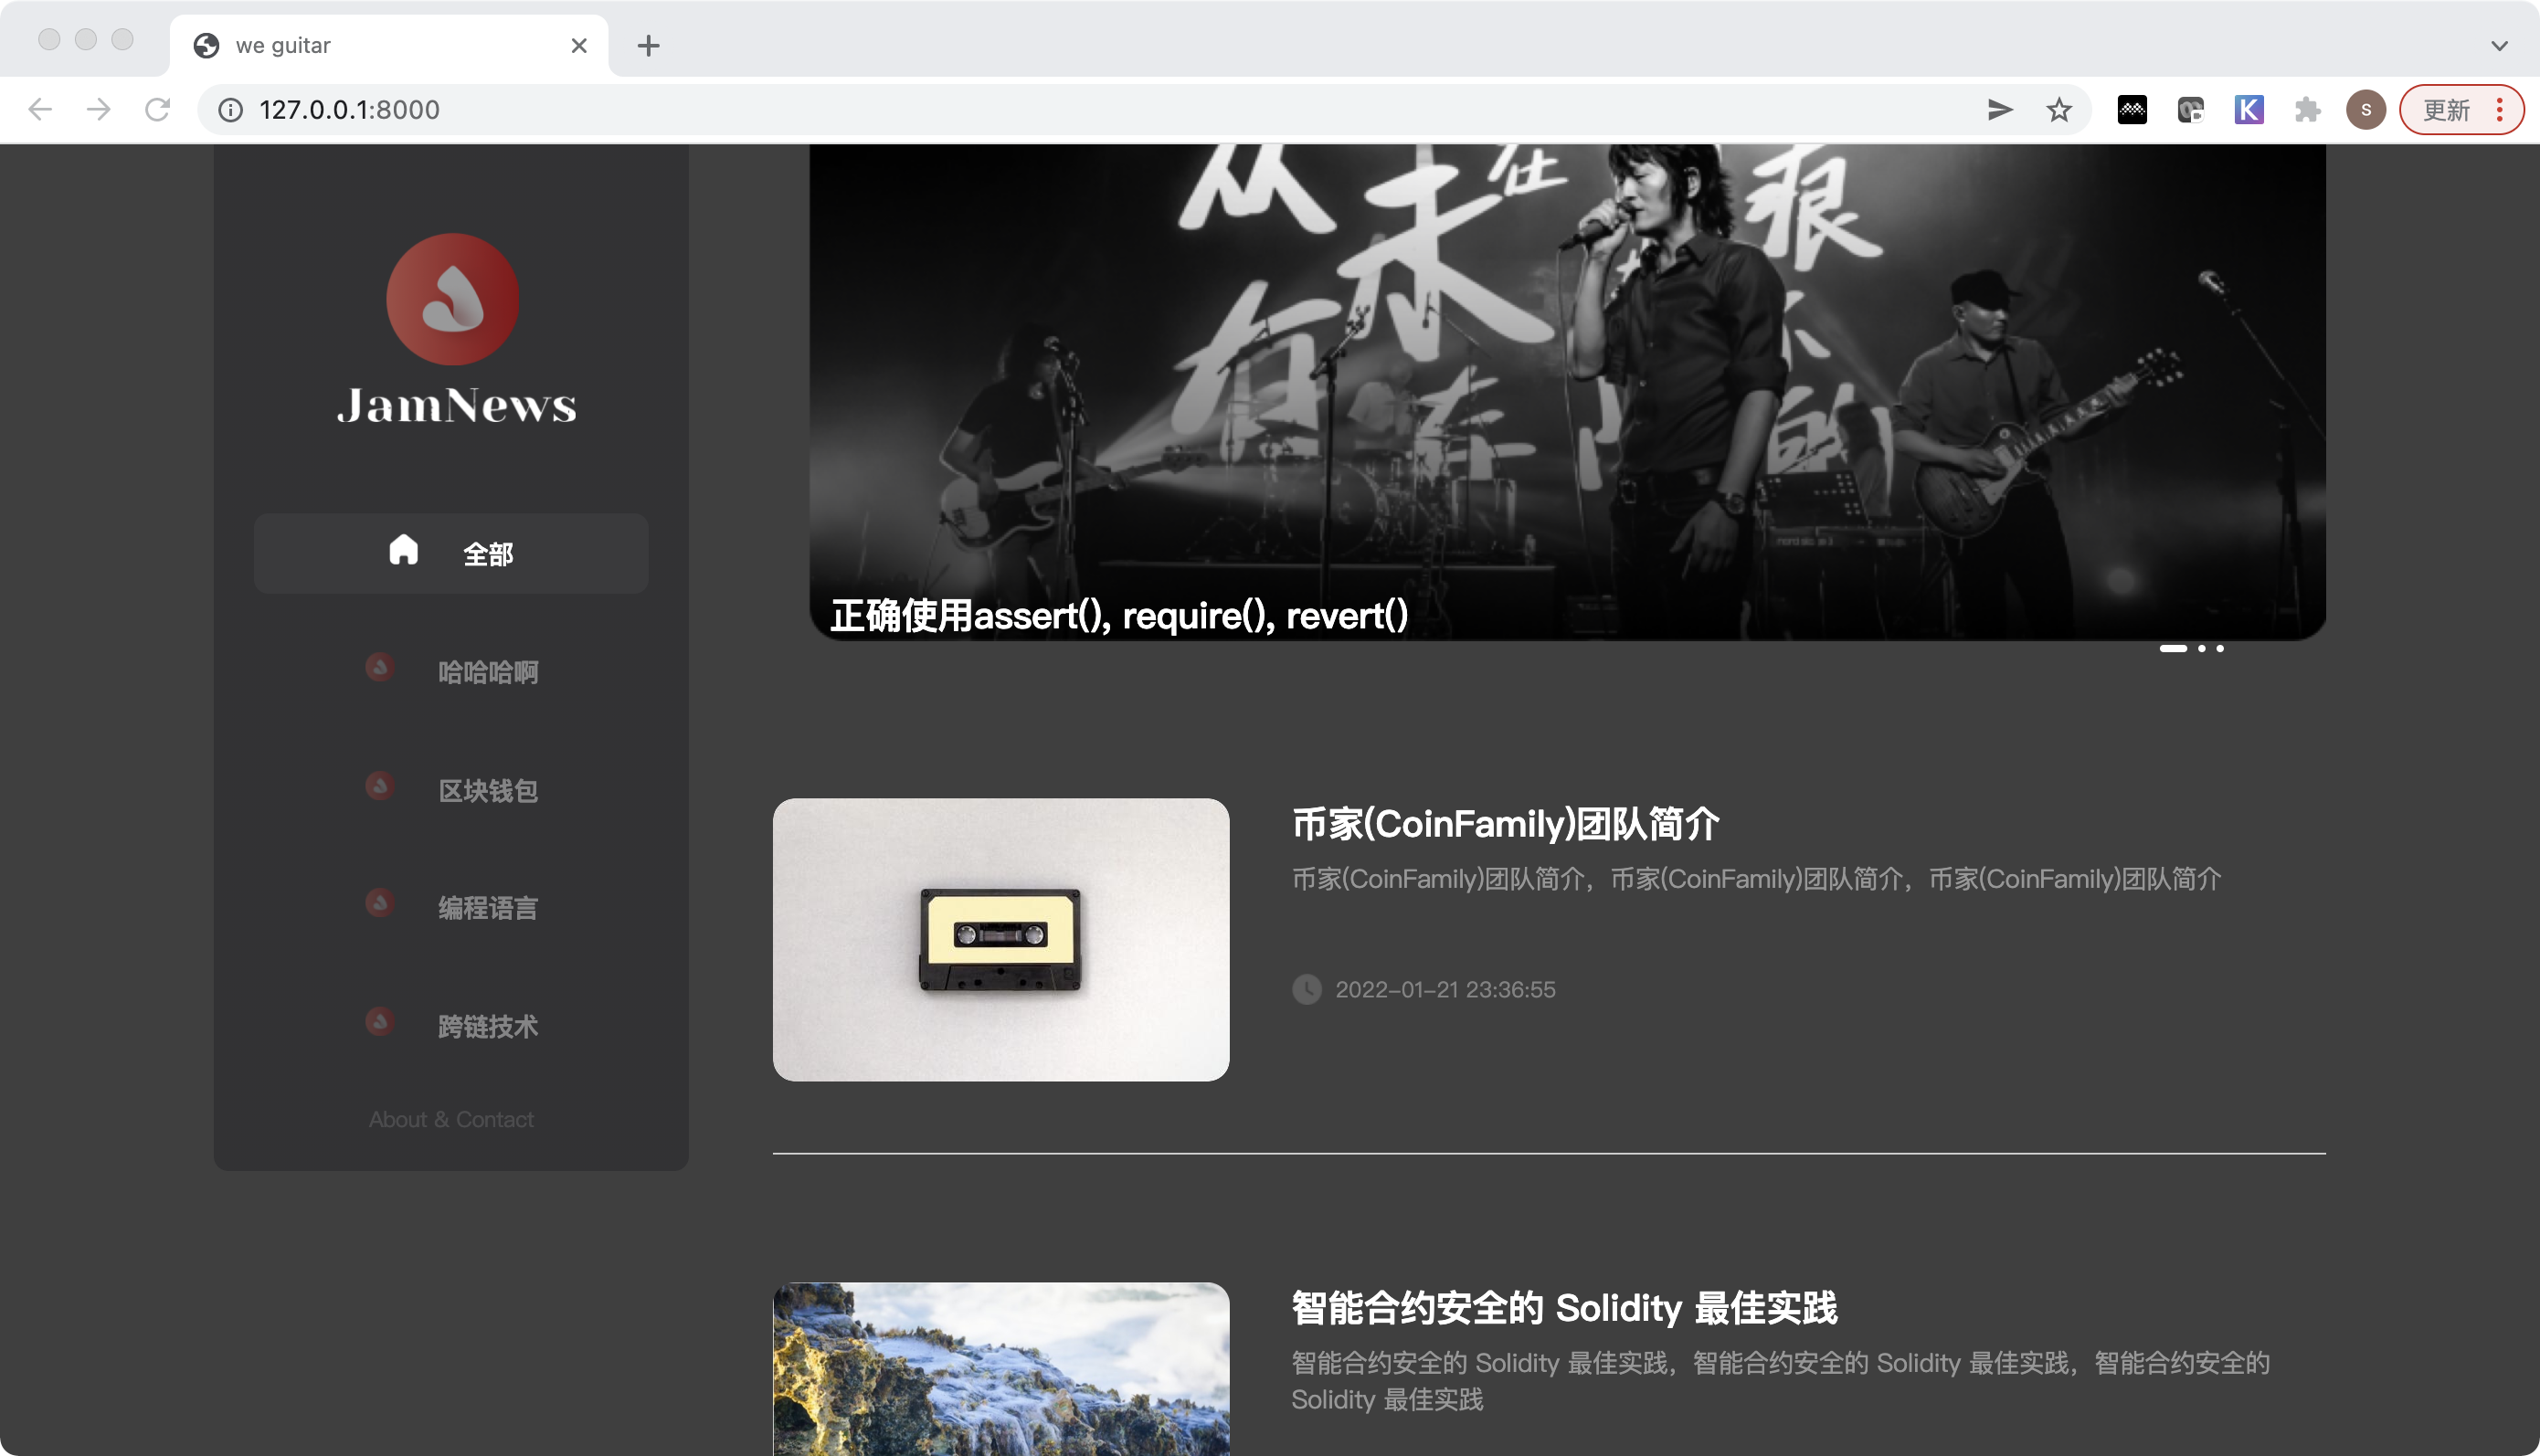 we guitar
127.0.0.1:8000
S
更新
JamNews
全部
哈哈哈啊
区块钱包
编程语言
跨链技术
About & Contact
从未在
狠
有
正确使用assert(), require(), revert()
币家(CoinFamily)团队简介
币家(CoinFamily)团队简介，币家(CoinFamily)团队简介，币家(CoinFamily)团队简介
2022-01-21 23:36:55
智能合约安全的 Solidity 最佳实践
智能合约安全的 Solidity 最佳实践，智能合约安全的 Solidity 最佳实践，智能合约安全的
Solidity 最佳实践